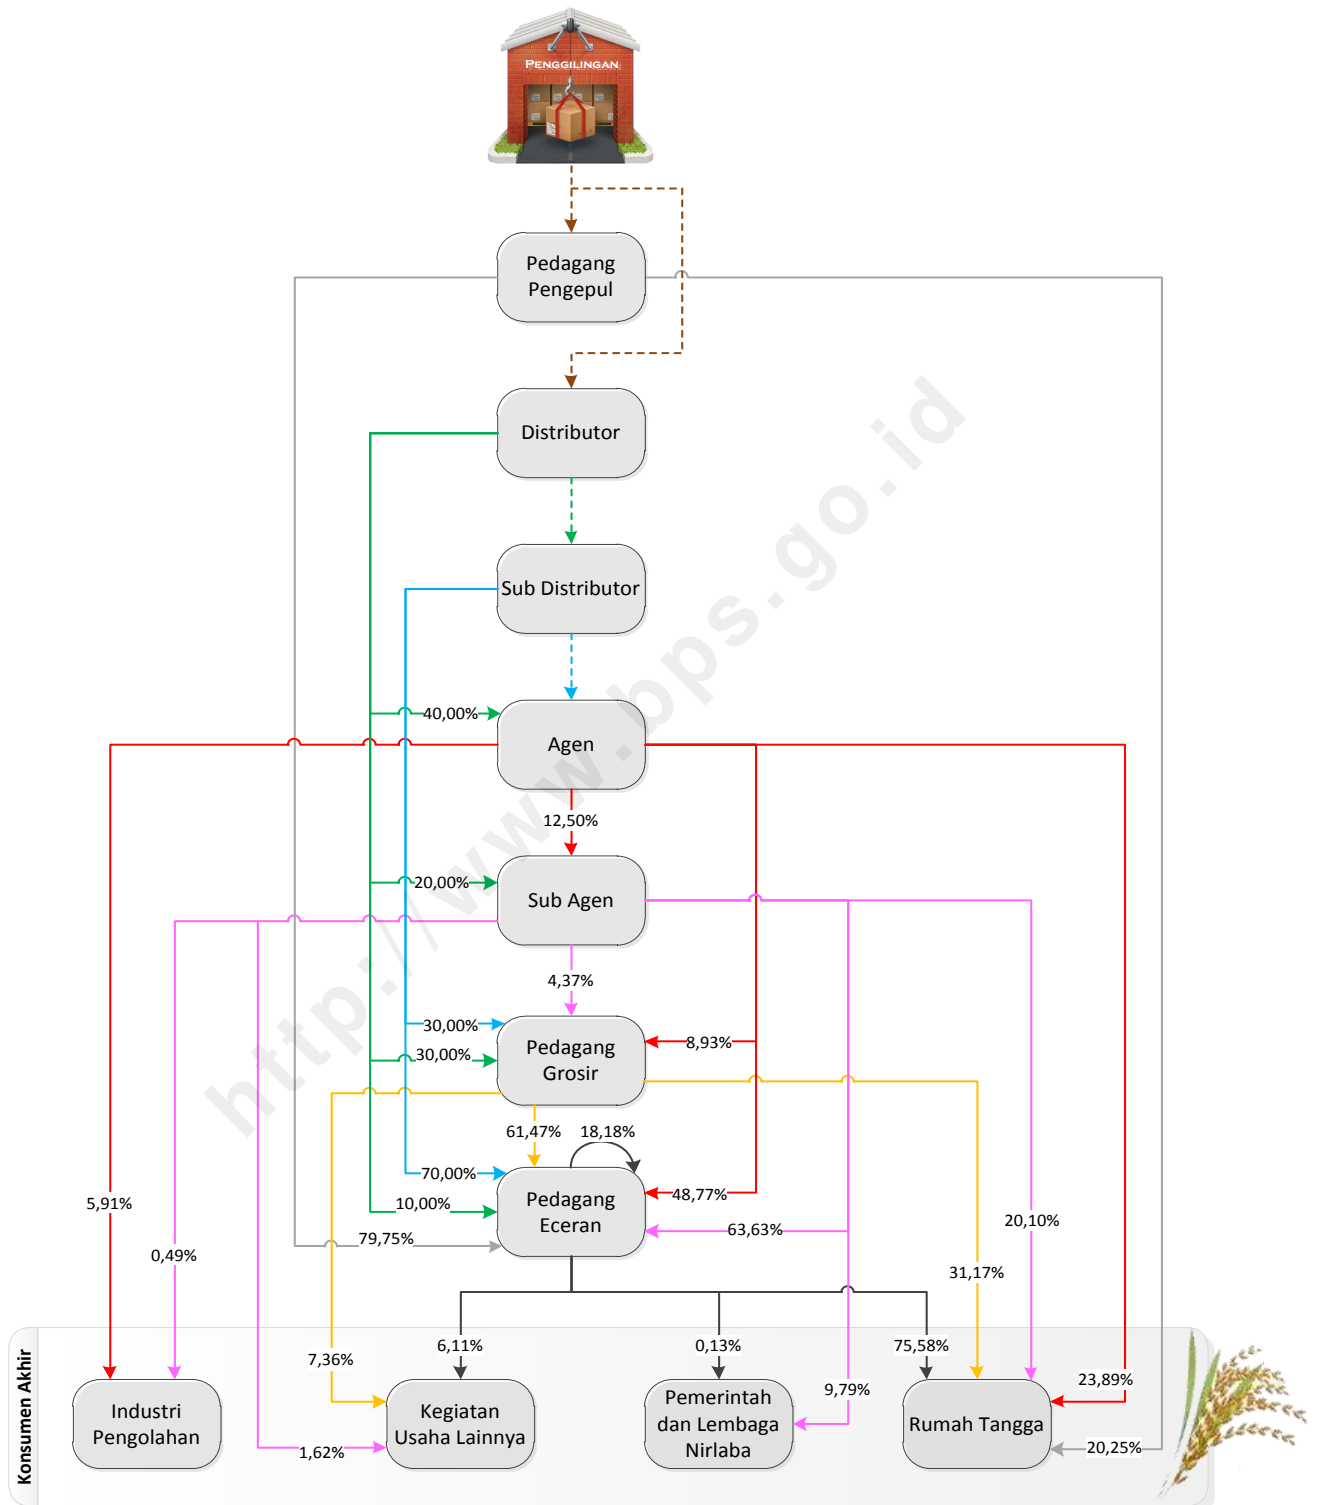 PENGGILINGAN
Pedagang
Pengepul
Distributor
Sub Distributor
40,00%
Agen
12,50%
20,00%
Sub Agen
4,37%
30,00%
30,00%
Pedagang
Grosir
8,93%
61,47%
18,18%
70,00%
10,00%
Pedagang
Eceran
48,77%
63,63%
79,75%
5,91%
0,49%
20,10%
31,17%
7,36%
6,11%
0,13%
75,58%
9,79%
23,89%
20,25%
1,62%
Konsumen Akhir
Industri
Pengolahan
Kegiatan
Usaha Lainnya
Pemerintah
dan Lembaga
Nirlaba
Rumah Tangga
http://www.bps.go.id